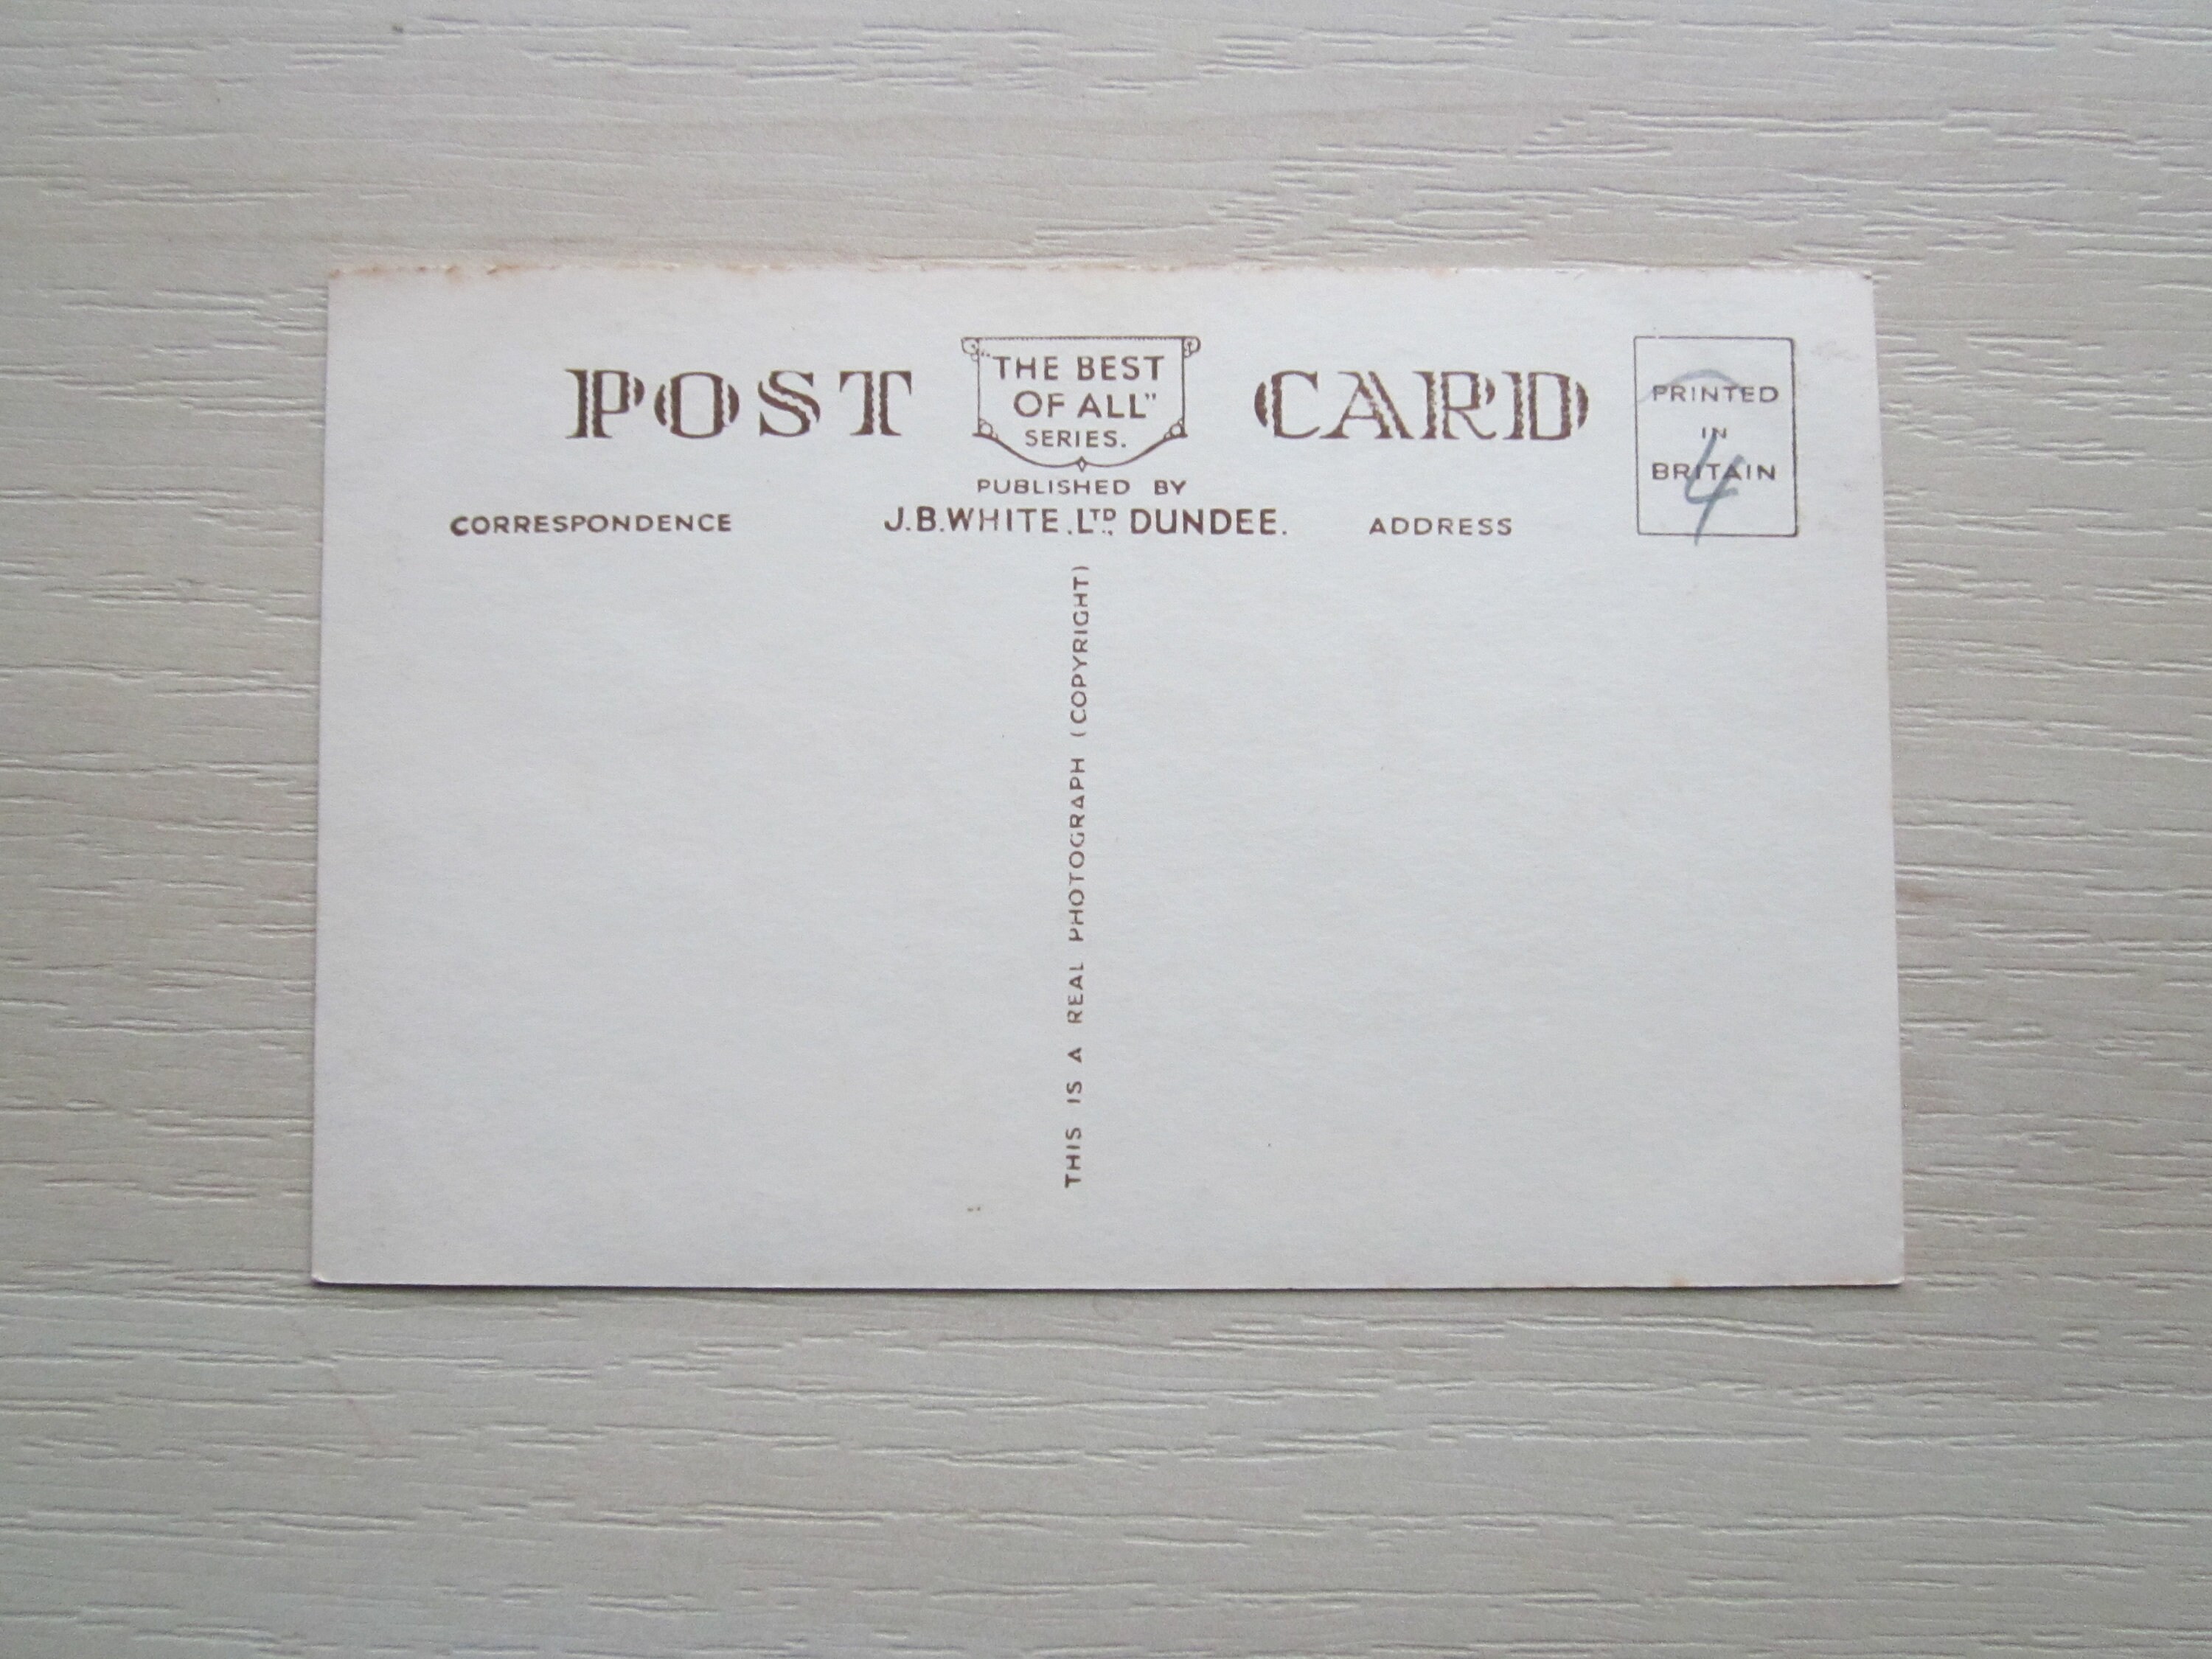 POST CARD
"THE BEST
OF ALL"
SERIES.
PUBLISHED BY
J.B.WHITE.LTD. DUNDEE.
CORRESPONDENCE
ADDRESS
PRINTED
IN
BRITAIN
4
THIS IS A REAL PHOTOGRAPH (COPYRIGHT)